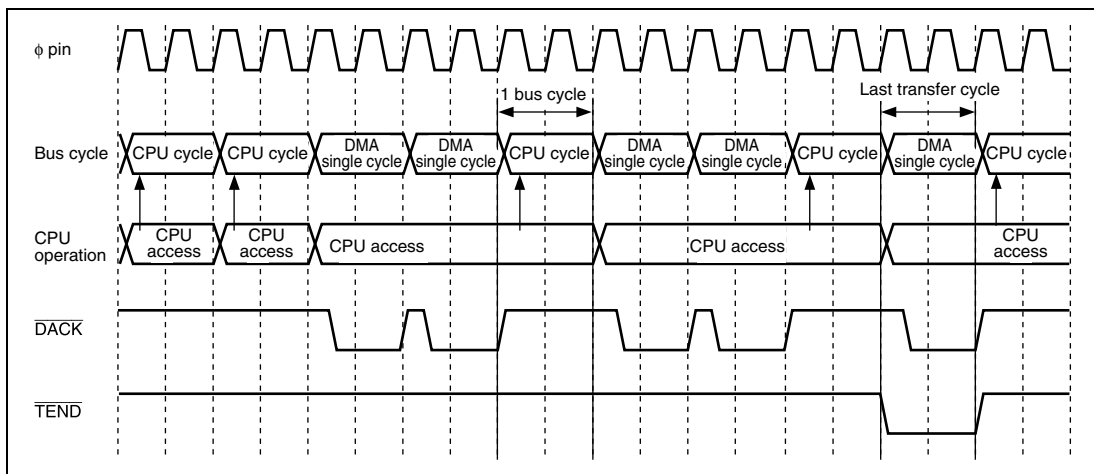 φ pin
1 bus cycle
Last transfer cycle
Bus cycle
CPU cycle
CPU cycle
DMA
single cycle
DMA
single cycle
CPU cycle
DMA
single cycle
DMA
single cycle
CPU cycle
DMA
single cycle
CPU cycle
CPU
operation
CPU
access
CPU
access
CPU access
CPU access
CPU
access
DACK
TEND